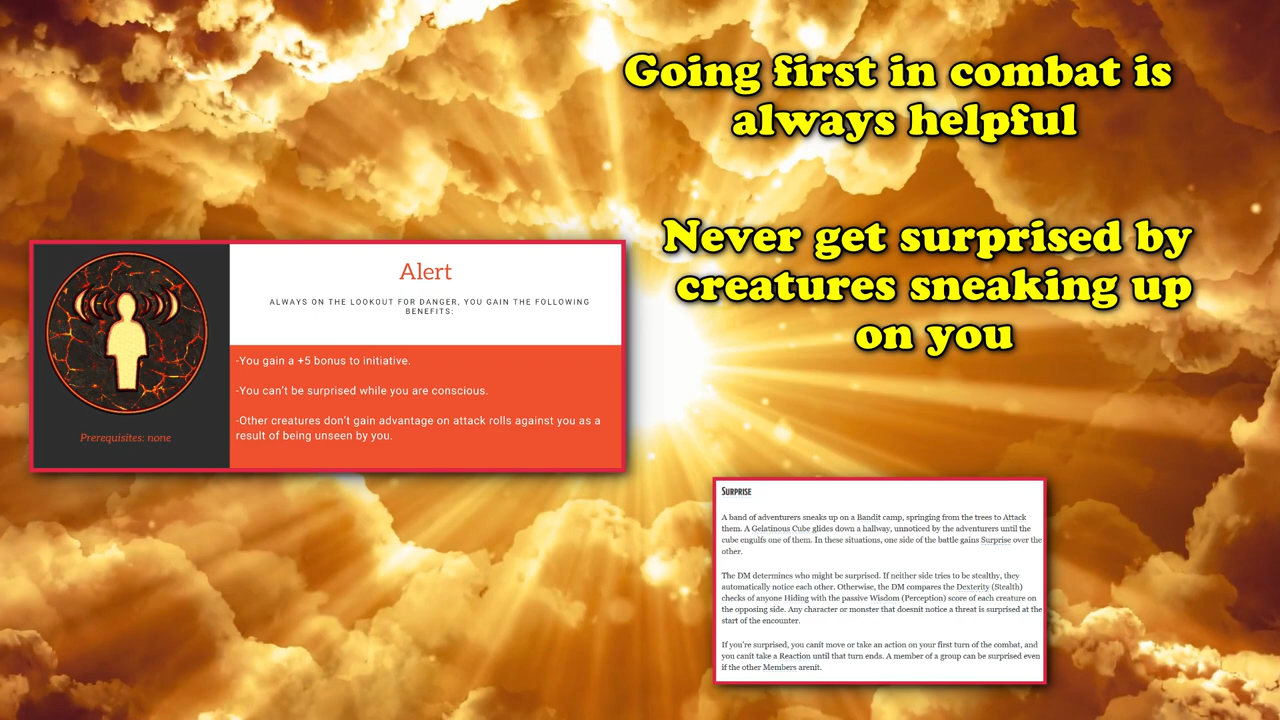 Going first in combat is
always helpful
Never get surprised by
creatures sneaking up
on you
Alert
ALWAYS ON THE LOOKOUT FOR DANGER, YOU GAIN THE FOLLOWING
BENEFITS:
-You gain a +5 bonus to initiative.
-You can't be surprised while you are conscious.
-Other creatures don't gain advantage on attack rolls against you as a
result of being unseen by you.
Prerequisites: none
SURPRISE
A band of adventurers sneaks up on a Bandit camp, springing from the trees to Attack
them. A Gelatinous Cube glides down a hallway, unnoticed by the adventurers until the
cube engulfs one of them. In these situations, one side of the battle gains Surprise over the
other.
The DM determines who might be surprised. If neither side tries to be stealthy, they
automatically notice each other. Otherwise, the DM compares the Dexterity (Stealth)
checks of anyone Hiding with the passive Wisdom (Perception) score of each creature on
the opposing side. Any character or monster that doesnit notice a threat is surprised at the
start of the encounter.
If you're surprised, you canít move or take an action on your first turn of the combat, and
you canít take a Reaction until that turn ends. A member of a group can be surprised even
if the other Members arenít.